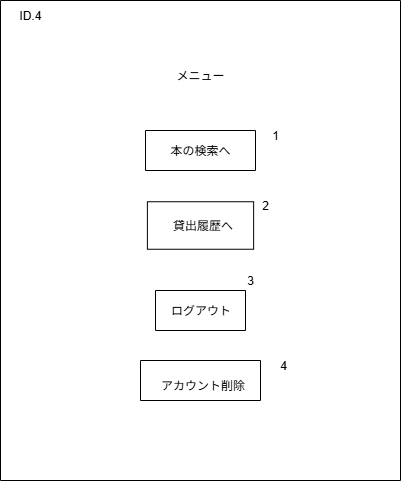 ID.4
メニュー
1
本の検索へ
2
貸出履歴へ
3
ログアウト
4
アカウント削除